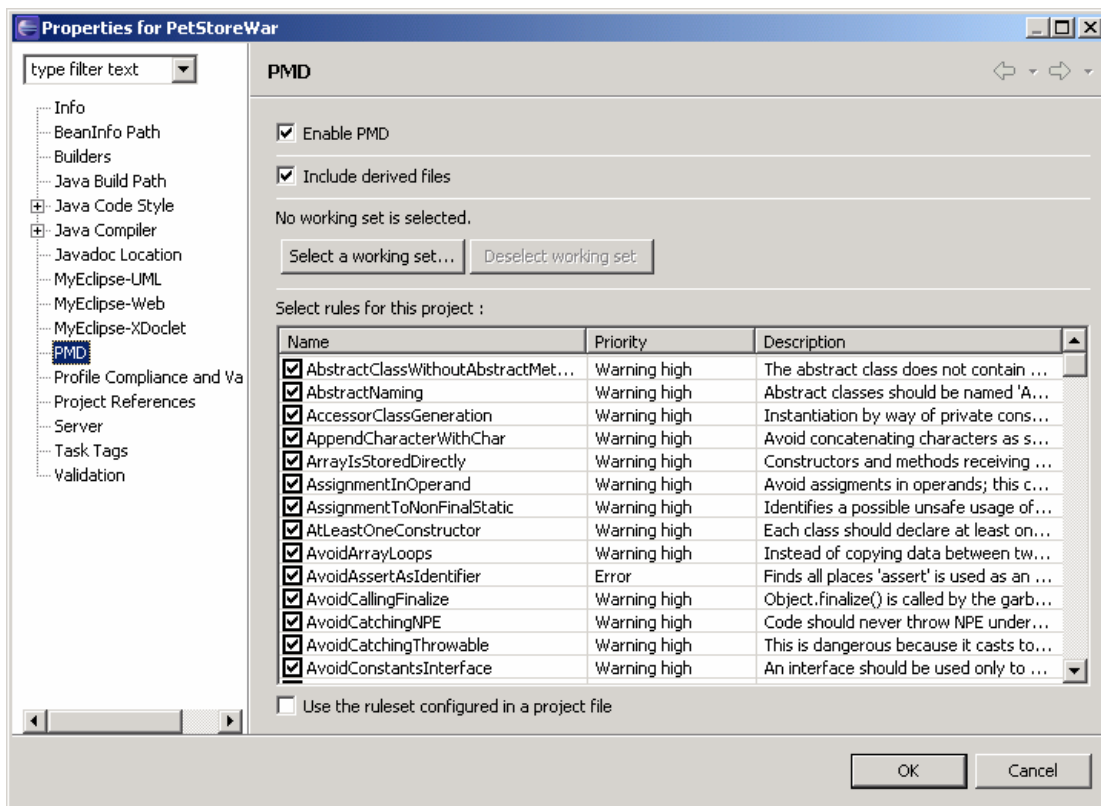 Properties for PetStoreWar
type filter text
Info
BeanInfo Path
Builders
Java Build Path
Java Code Style
Java Compiler
Javadoc Location
MyEclipse-UML
MyEclipse-Web
MyEclipse-XDoclet
PMD
Profile Compliance and Va
Project References
Server
Task Tags
Validation
PMD
Enable PMD
Include derived files
No working set is selected.
Select a working set... Deselect working set
Select rules for this project :
Name Priority Description
AbstractClassWithoutAbstractMet... Warning high The abstract class does not contain ...
AbstractNaming Warning high Abstract classes should be named 'A...
AccessorClassGeneration Warning high Instantiation by way of private cons...
AppendCharacterWithChar Warning high Avoid concatenating characters as s...
ArrayIsStoredDirectly Warning high Constructors and methods receiving ...
AssignmentInOperand Warning high Avoid assigments in operands; this c...
AssignmentToNonFinalStatic Warning high Identifies a possible unsafe usage of...
AtLeastOneConstructor Warning high Each class should declare at least on...
AvoidArrayLoops Warning high Instead of copying data between tw...
AvoidAssertAsIdentifier Error Finds all places 'assert' is used as an ...
AvoidCallingFinalize Warning high Object.finalize() is called by the garb...
AvoidCatchingNPE Warning high Code should never throw NPE under...
AvoidCatchingThrowable Warning high This is dangerous because it casts to...
AvoidConstantsInterface Warning high An interface should be used only to ...
Use the ruleset configured in a project file
OK Cancel